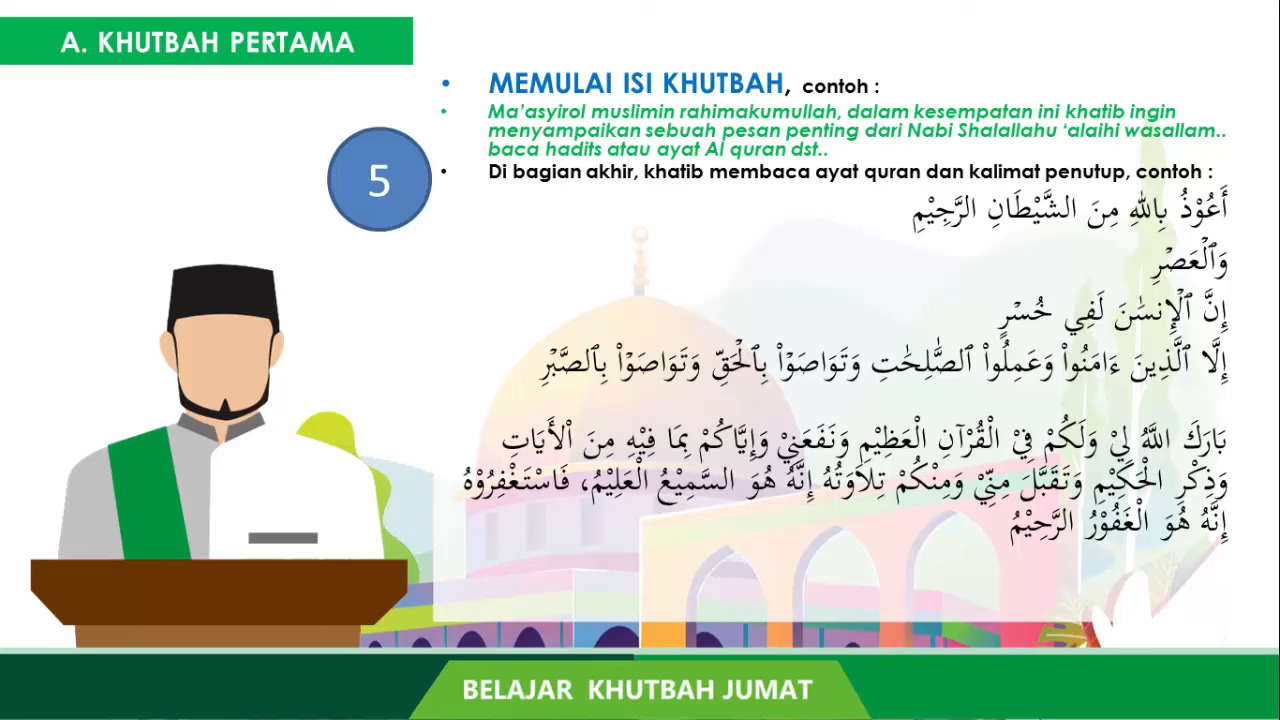 A. KHUTBAH PERTAMA
• MEMULAI ISI KHUTBAH, contoh :
• Ma’asyirol muslimin rahimakumullah, dalam kesempatan ini khatib ingin
menyampaikan sebuah pesan penting dari Nabi Shalallahu ‘alaihi wasallam..
baca hadits atau ayat Al quran dst..
• Di bagian akhir, khatib membaca ayat quran dan kalimat penutup, contoh :
5
أَعُوْذُ بِاللهِ مِنَ الشَّيْطَانِ الرَّجِيْمِ
وَٱلْعَصْرِ
إِنَّ ٱلْإِنسَٰنَ لَفِي خُسْرٍ
إِلَّا ٱلَّذِينَ ءَامَنُواْ وَعَمِلُواْ ٱلصَّٰلِحَٰتِ وَتَوَاصَوْاْ بِٱلْحَقِّ وَتَوَاصَوْاْ بِٱلصَّبْرِ
بَارَكَ اللَّهُ لِيْ وَلَكُمْ فِيْ الْقُرْآنِ الْعَظِيْمِ وَنَفَعَنِيْ وَإِيَّاكُمْ بِمَا فِيْهِ مِنَ الْأَيَاتِ
وَذِكْرِ الْحَكِيْمِ وَتَقَبَّلَ مِنِّيْ وَمِنْكُمْ تِلاَوَتُهُ إِنَّهُ هُوَ السَّمِيْعُ الْعَلِيْمُ، فَاسْتَغْفِرُوْهُ
إِنَّهُ هُوَ الْغَفُوْرُ الرَّحِيْمُ
BELAJAR KHUTBAH JUMAT